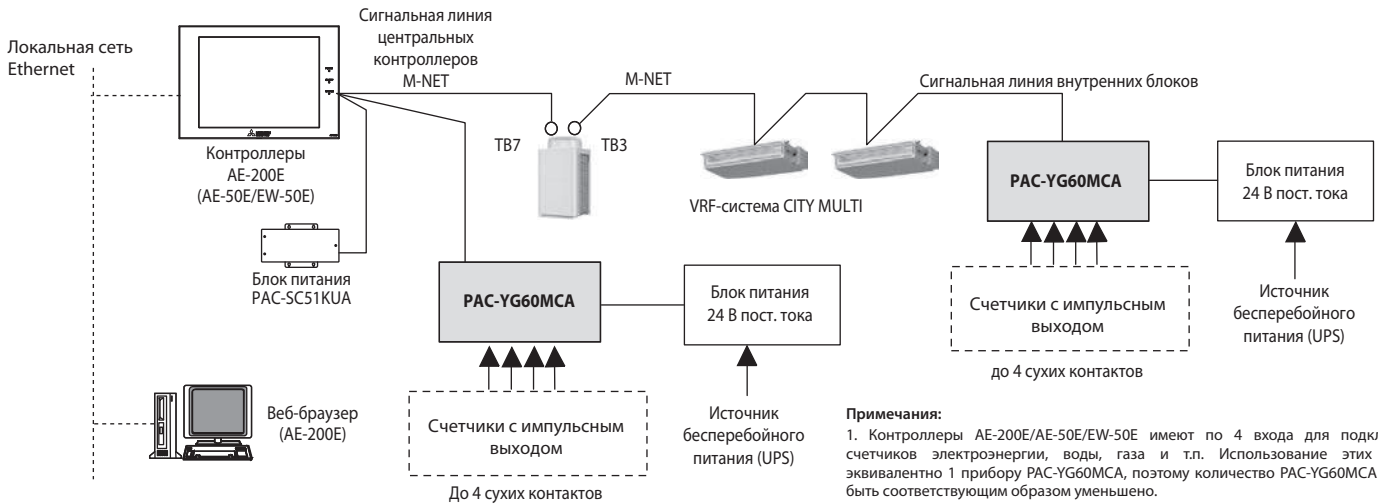 Локальная сеть
Ethernet
Сигнальная линия
центральных
контроллеров
M-NET
M-NET
Сигнальная линия внутренних блоков
TB7
TB3
Контроллеры
AE-200E
(AE-50E/EW-50E)
VRF-система CITY MULTI
PAC-YG60MCA
Блок питания
24 В пост. тока
Блок питания
PAC-SC51KUA
PAC-YG60MCA
Блок питания
24 В пост. тока
Счетчики с импульсным
выходом
Источник
бесперебойного
питания (UPS)
до 4 сухих контактов
Веб-браузер
(AE-200E)
Счетчики с импульсным
выходом
Источник
бесперебойного
питания (UPS)
До 4 сухих контактов
Примечания:
1. Контроллеры AE-200E/AE-50E/EW-50E имеют по 4 входа для подкл
счетчиков электроэнергии, воды, газа и т.п. Использование этих
эквивалентно 1 прибору PAC-YG60MCA, поэтому количество PAC-YG60MCA
быть соответствующим образом уменьшено.